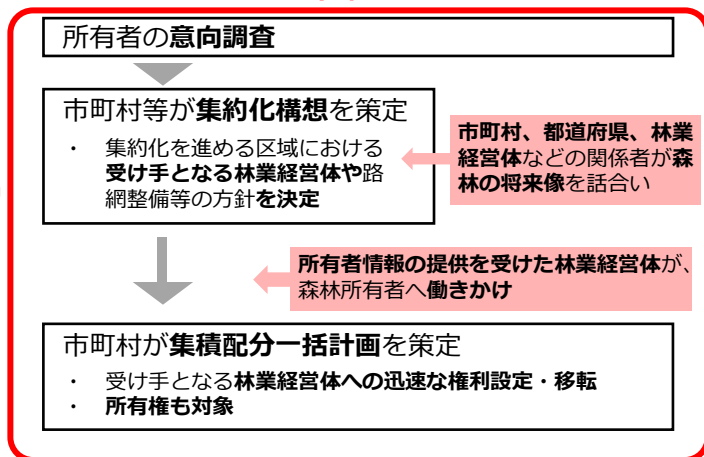 所有者の意向調査
市町村等が集約化構想を策定
・ 集約化を進める区域における
受け手となる林業経営体や路
網整備等の方針を決定
市町村、都道府県、林業
経営体などの関係者が森
林の将来像を話合い
所有者情報の提供を受けた林業経営体が、
森林所有者へ働きかけ
市町村が集積配分一括計画を策定
・ 受け手となる林業経営体への迅速な権利設定・移転
・ 所有権も対象